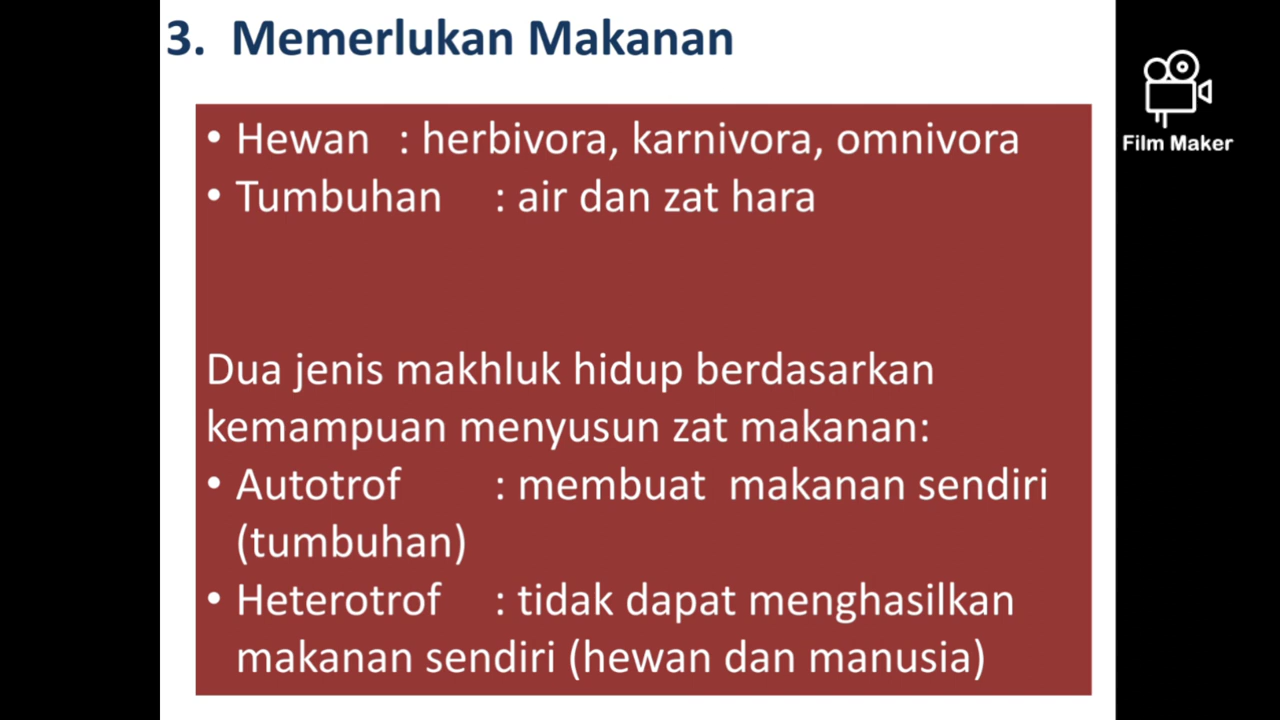 3. Memerlukan Makanan
• Hewan : herbivora, karnivora, omnivora
• Tumbuhan : air dan zat hara
Dua jenis makhluk hidup berdasarkan
kemampuan menyusun zat makanan:
• Autotrof : membuat makanan sendiri
(tumbuhan)
• Heterotrof : tidak dapat menghasilkan
makanan sendiri (hewan dan manusia)
Film Maker